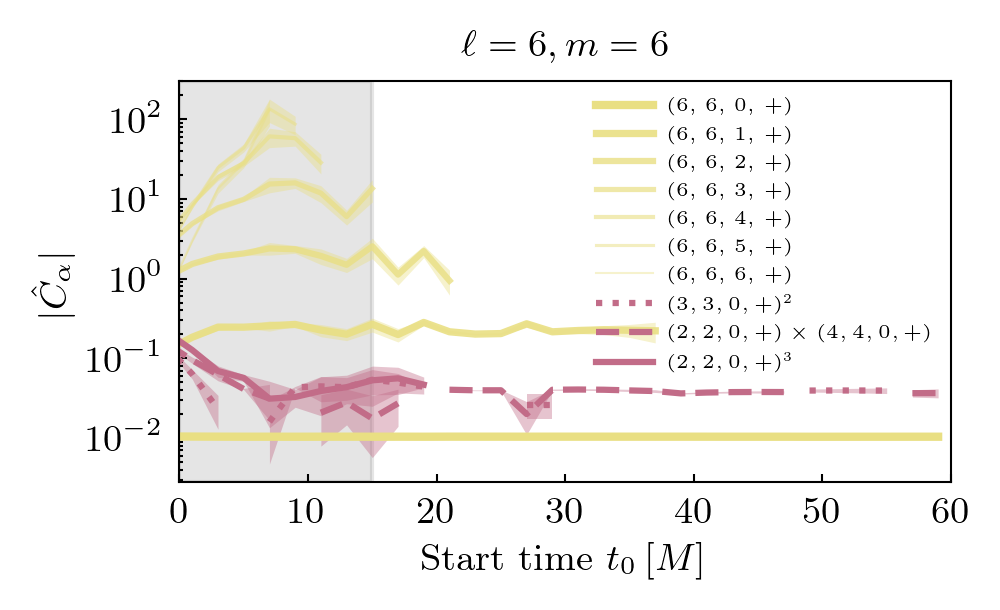 ℓ = 6, m = 6
|Ĉ_α|
10²
10¹
10⁰
10⁻¹
10⁻²
(6, 6, 0, +)
(6, 6, 1, +)
(6, 6, 2, +)
(6, 6, 3, +)
(6, 6, 4, +)
(6, 6, 5, +)
(6, 6, 6, +)
(3, 3, 0, +)²
(2, 2, 0, +) × (4, 4, 0, +)
(2, 2, 0, +)³
0 10 20 30 40 50 60
Start time t₀ [M]